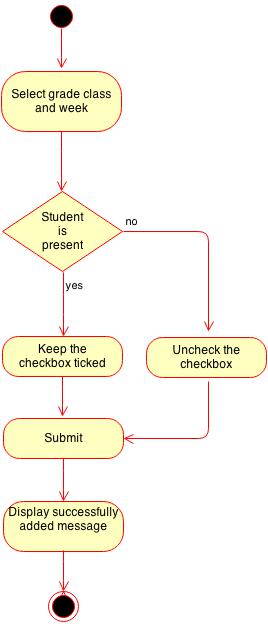 Select grade class
and week
Student
is
present
no
yes
Keep the
checkbox ticked
Uncheck the
checkbox
Submit
Display successfully
added message